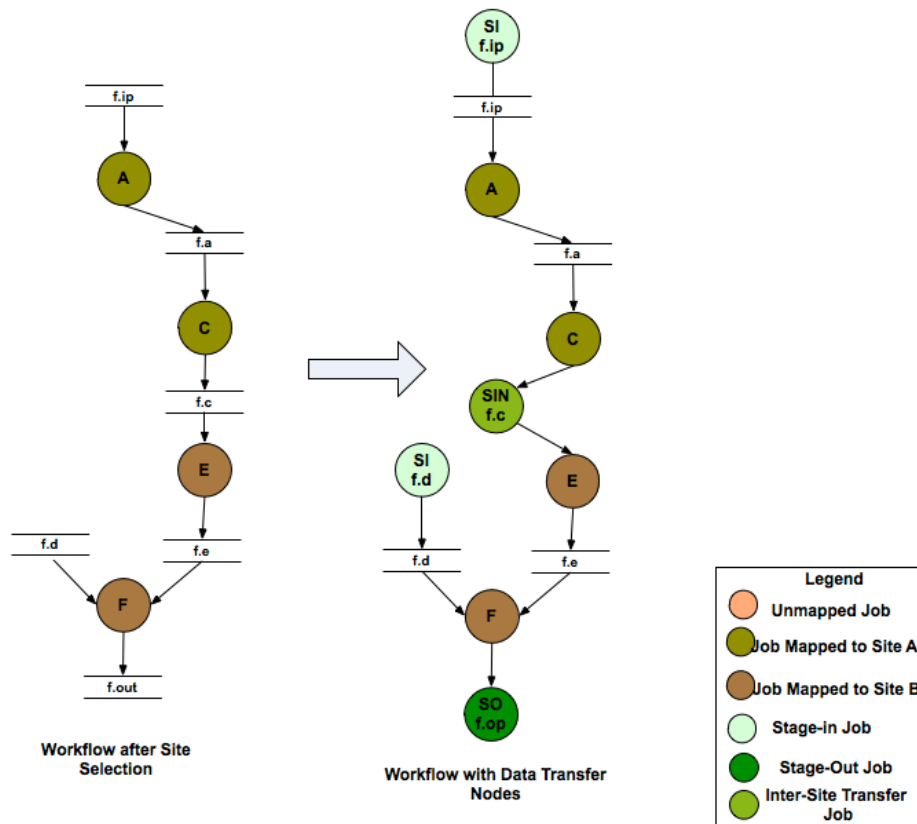 f.ip
A
f.a
C
f.c
E
f.d
f.e
F
f.out
Workflow after Site
Selection
SI
f.ip
f.ip
A
f.a
C
SIN
f.c
SI
f.d
E
f.d
f.e
F
SO
f.op
Workflow with Data Transfer
Nodes
Legend
Unmapped Job
Job Mapped to Site A
Job Mapped to Site B
Stage-in Job
Stage-Out Job
Inter-Site Transfer
Job